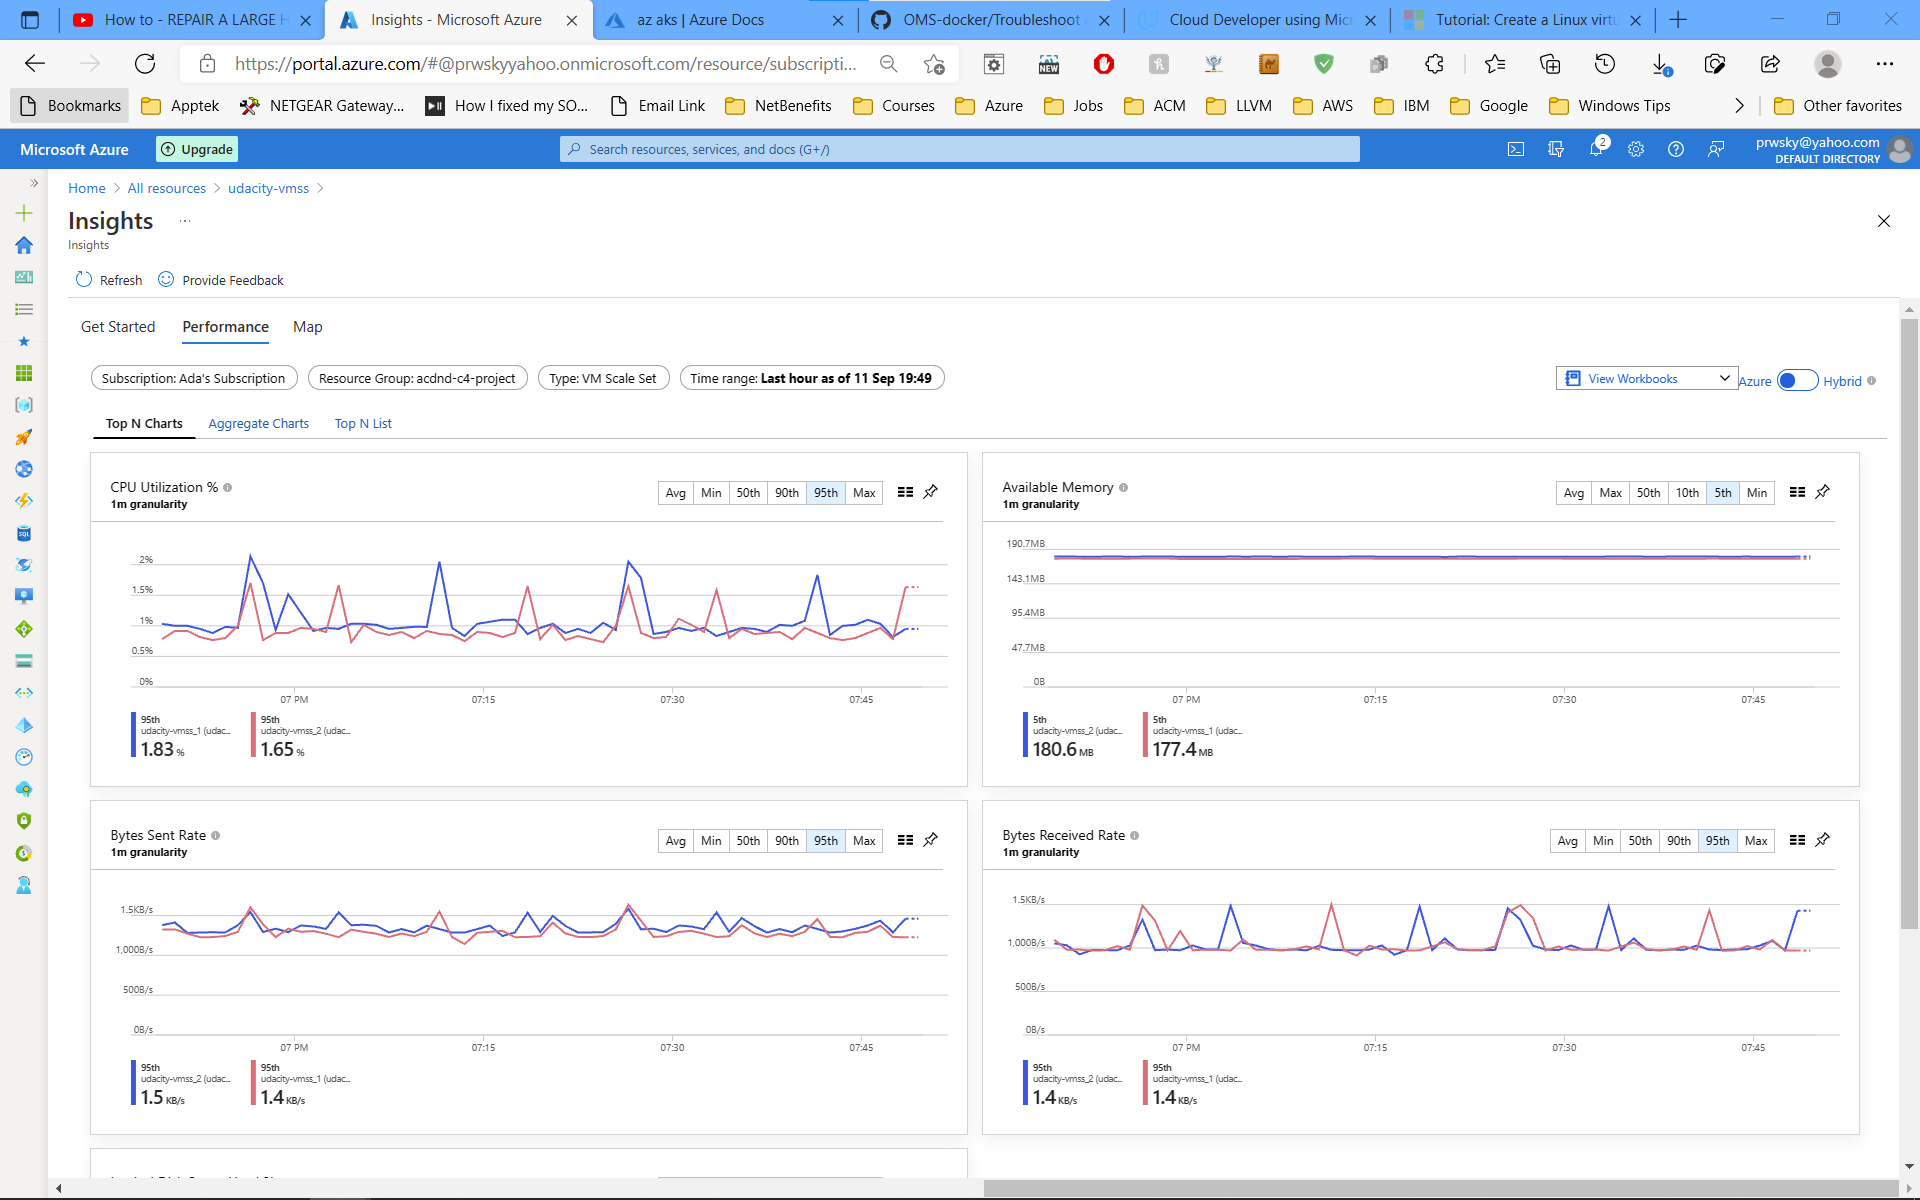 How to - REPAIR A LARGE H
Insights - Microsoft Azure
az aks | Azure Docs
OMS-docker/Troubleshoot a
Cloud Developer using Micr
Tutorial: Create a Linux virtu
https://portal.azure.com/#@prwskyyahoo.onmicrosoft.com/resource/subscripti...
NEW
Bookmarks
Apptek
NETGEAR Gateway...
How I fixed my SO...
Email Link
NetBenefits
Courses
Azure
Jobs
ACM
LLVM
AWS
IBM
Google
Windows Tips
Other favorites
Microsoft Azure
Upgrade
Search resources, services, and docs (G+/)
2
prwsky@yahoo.com
DEFAULT DIRECTORY
Home > All resources > udacity-vmss >
Insights ...
Insights
Refresh
Provide Feedback
Get Started
Performance
Map
Subscription: Ada's Subscription
Resource Group: acdnd-c4-project
Type: VM Scale Set
Time range: Last hour as of 11 Sep 19:49
View Workbooks
Azure
Hybrid
Top N Charts
Aggregate Charts
Top N List
CPU Utilization %
1m granularity
Avg Min 50th 90th 95th Max
2%
1.5%
1%
0.5%
0%
07 PM 07:15 07:30 07:45
95th
udacity-vmss_1 (udac...
1.83 %
95th
udacity-vmss_2 (udac...
1.65 %
Available Memory
1m granularity
Avg Max 50th 10th 5th Min
190.7MB
143.1MB
95.4MB
47.7MB
0B
07 PM 07:15 07:30 07:45
5th
udacity-vmss_2 (udac...
180.6 MB
5th
udacity-vmss_1 (udac...
177.4 MB
Bytes Sent Rate
1m granularity
Avg Min 50th 90th 95th Max
1.5KB/s
1,000B/s
500B/s
0B/s
07 PM 07:15 07:30 07:45
95th
udacity-vmss_2 (udac...
1.5 KB/s
95th
udacity-vmss_1 (udac...
1.4 KB/s
Bytes Received Rate
1m granularity
Avg Min 50th 90th 95th Max
1.5KB/s
1,000B/s
500B/s
0B/s
07 PM 07:15 07:30 07:45
95th
udacity-vmss_2 (udac...
1.4 KB/s
95th
udacity-vmss_1 (udac...
1.4 KB/s